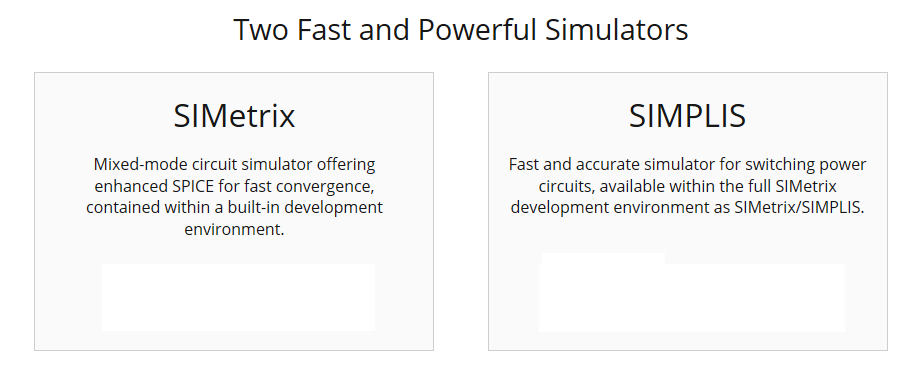 Two Fast and Powerful Simulators
SIMetrix
Mixed-mode circuit simulator offering
enhanced SPICE for fast convergence,
contained within a built-in development
environment.
SIMPLIS
Fast and accurate simulator for switching power
circuits, available within the full SIMetrix
development environment as SIMetrix/SIMPLIS.